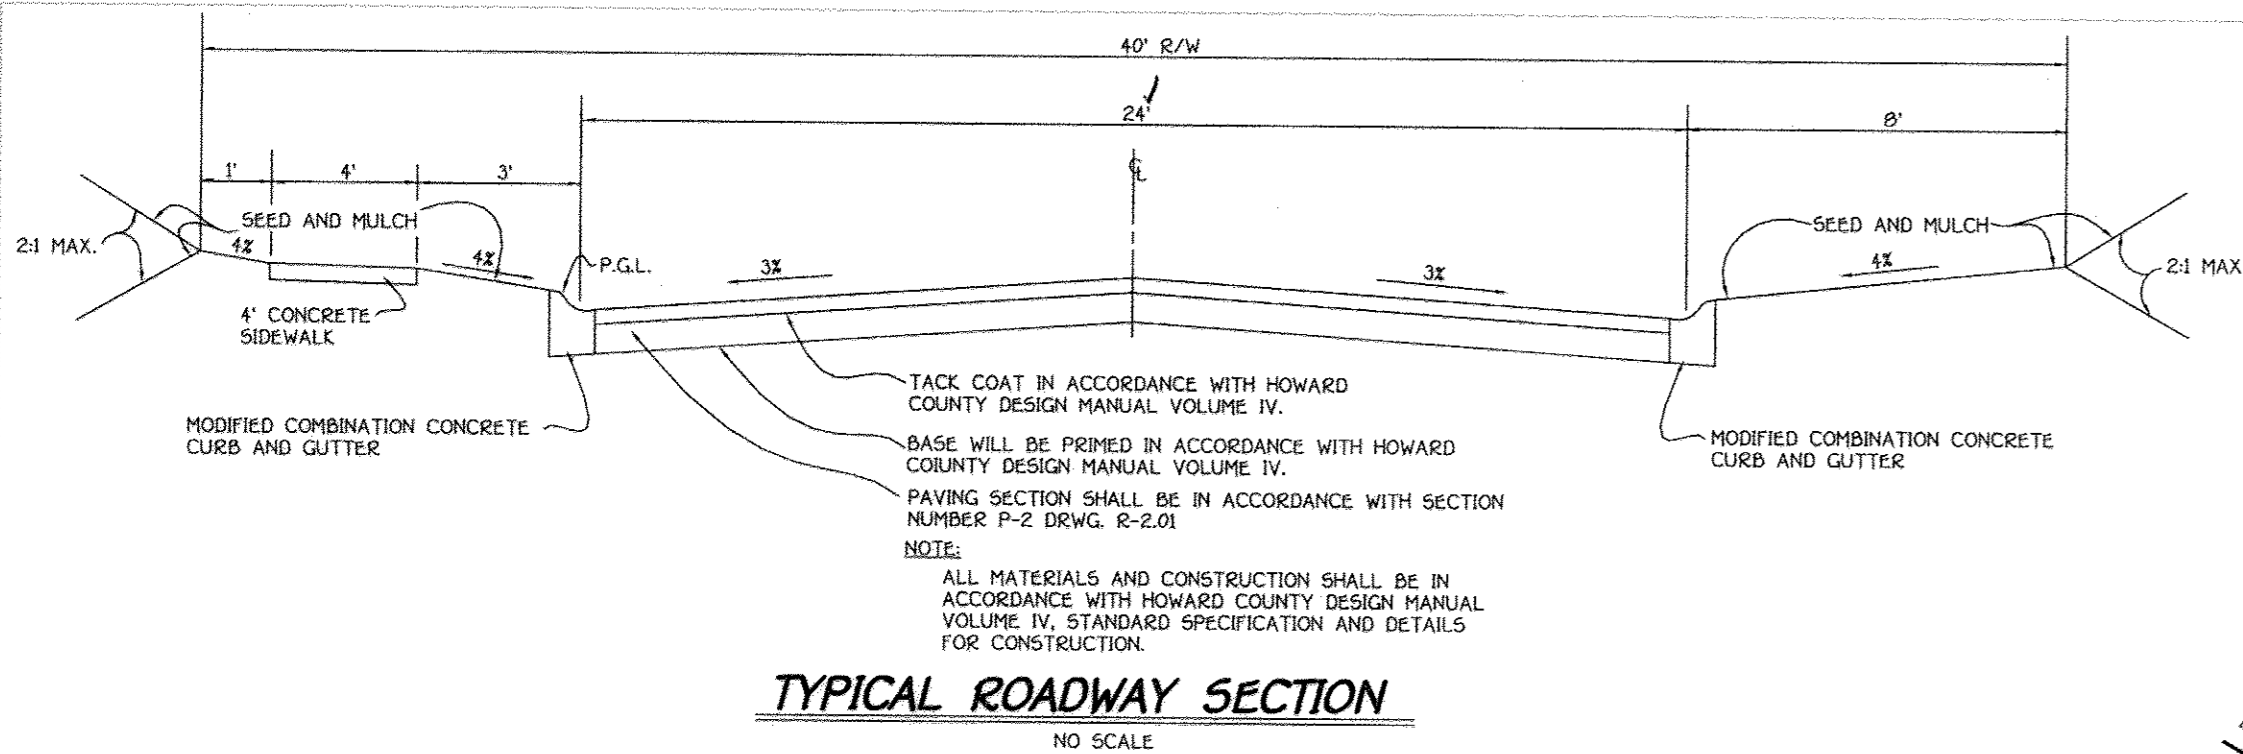 40' R/W
24'
8'
1'
4'
3'
℄
SEED AND MULCH
2:1 MAX.
4%
4%
P.G.L.
3%
3%
SEED AND MULCH
4%
2:1 MAX
4' CONCRETE
SIDEWALK
TACK COAT IN ACCORDANCE WITH HOWARD
COUNTY DESIGN MANUAL VOLUME IV.
MODIFIED COMBINATION CONCRETE
CURB AND GUTTER
BASE WILL BE PRIMED IN ACCORDANCE WITH HOWARD
COIUNTY DESIGN MANUAL VOLUME IV.
MODIFIED COMBINATION CONCRETE
CURB AND GUTTER
PAVING SECTION SHALL BE IN ACCORDANCE WITH SECTION
NUMBER P-2 DRWG. R-2.01
NOTE:
ALL MATERIALS AND CONSTRUCTION SHALL BE IN
ACCORDANCE WITH HOWARD COUNTY DESIGN MANUAL
VOLUME IV, STANDARD SPECIFICATION AND DETAILS
FOR CONSTRUCTION.
TYPICAL ROADWAY SECTION
NO SCALE